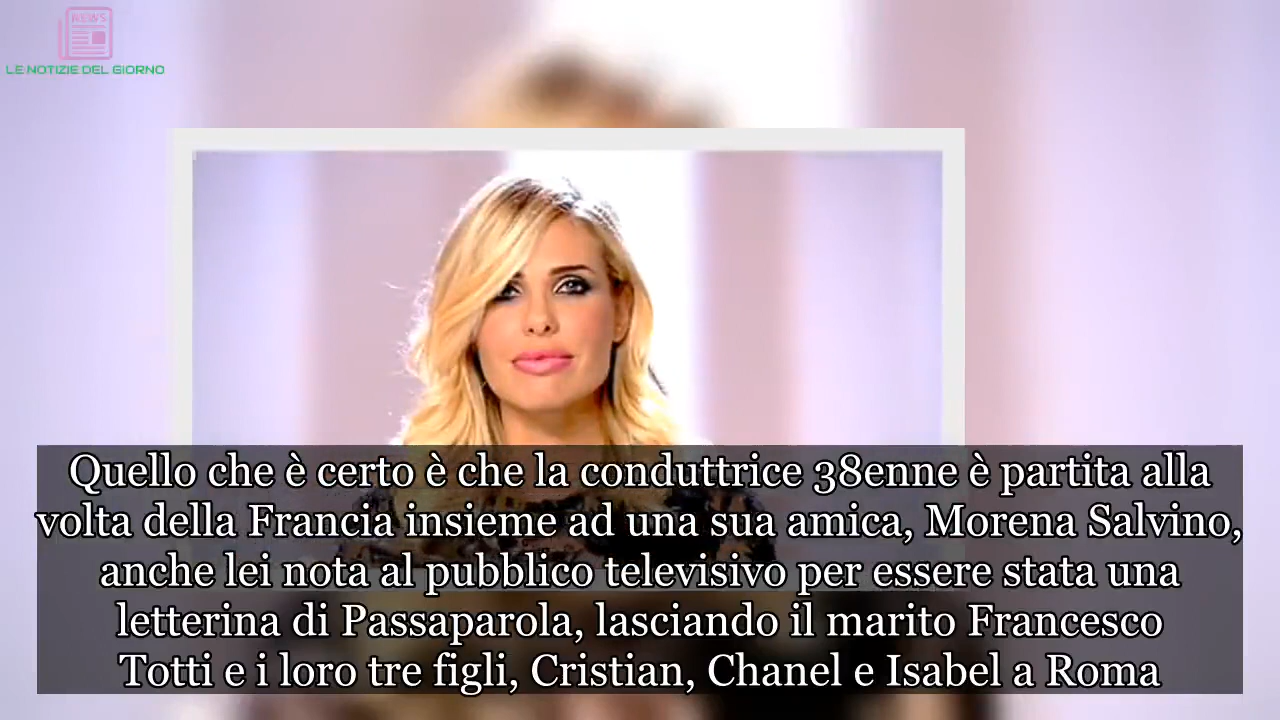 NEWS
LE NOTIZIE DEL GIORNO
Quello che è certo è che la conduttrice 38enne è partita alla
volta della Francia insieme ad una sua amica, Morena Salvino,
anche lei nota al pubblico televisivo per essere stata una
letterina di Passaparola, lasciando il marito Francesco
Totti e i loro tre figli, Cristian, Chanel e Isabel a Roma